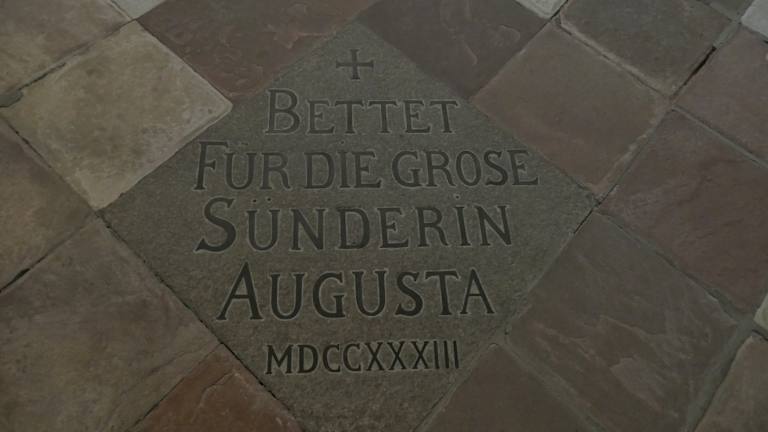 BETTET
FÜR DIE GROSE
SÜNDERIN
AUGUSTA
MDCCXXXIII